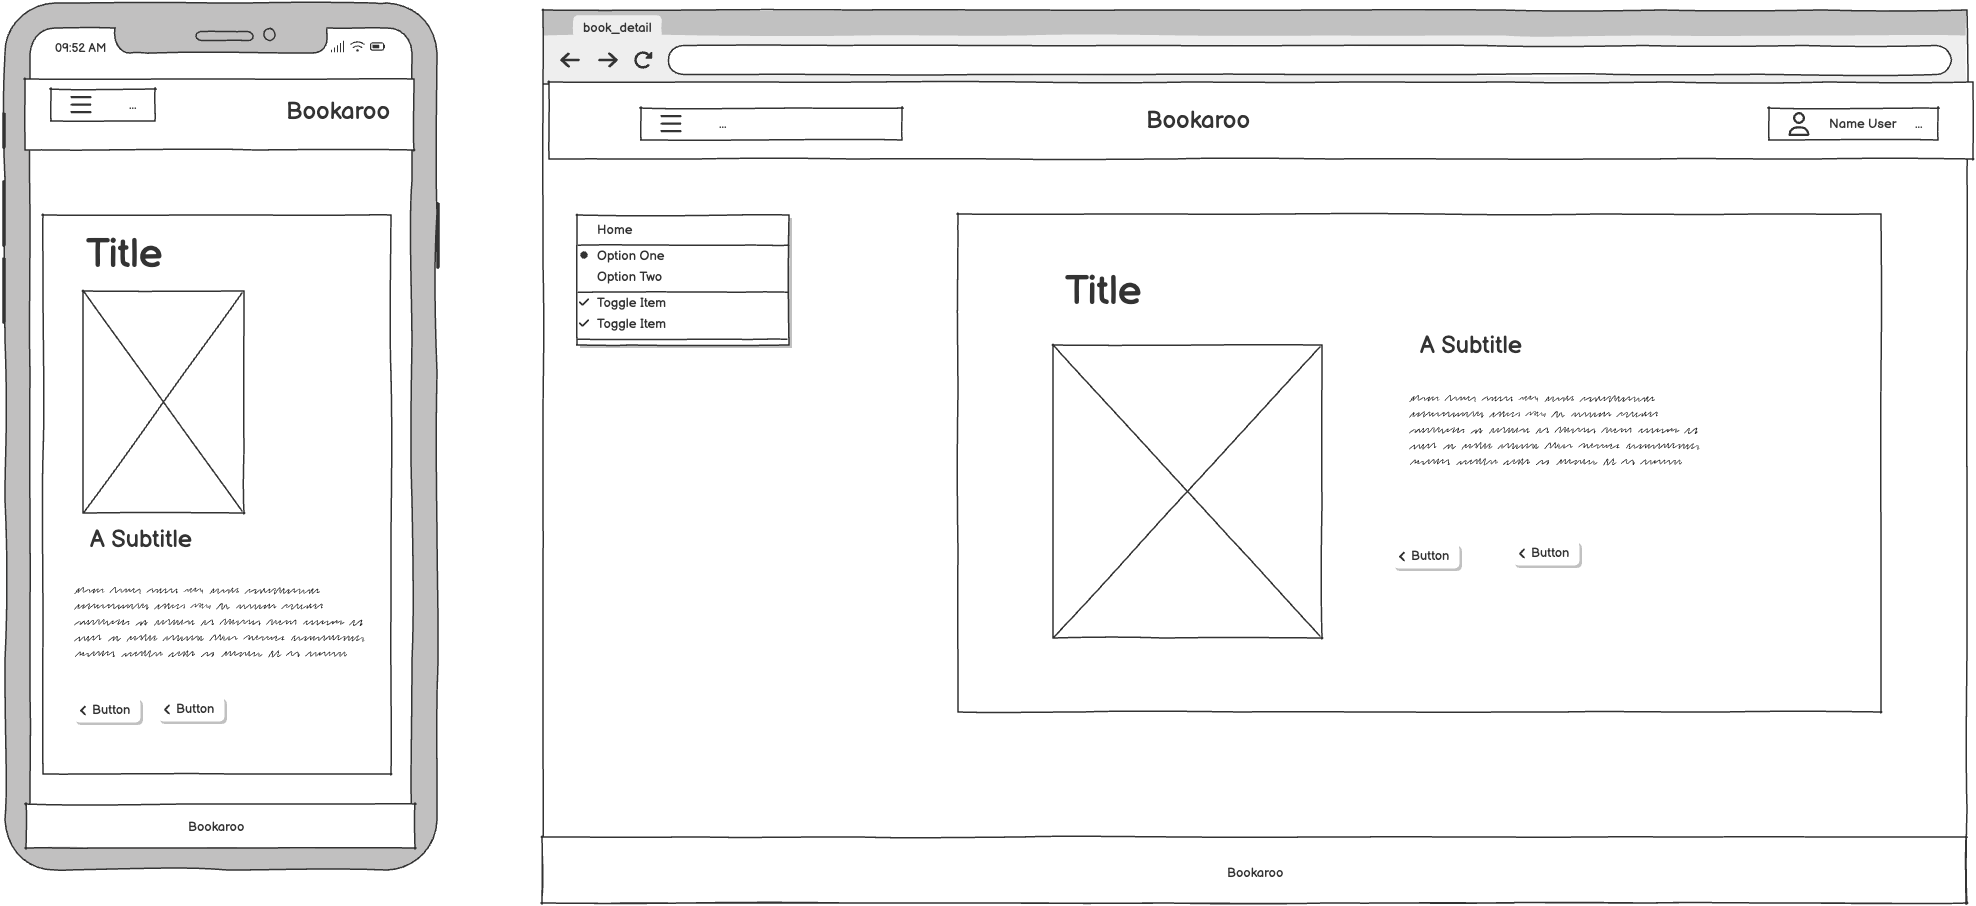 09:52 AM
...
Bookaroo
Title
A Subtitle
Button
Button
Bookaroo
book_detail
...
Bookaroo
Name User ...
Home
Option One
Option Two
Toggle Item
Toggle Item
Title
A Subtitle
Button
Button
Bookaroo